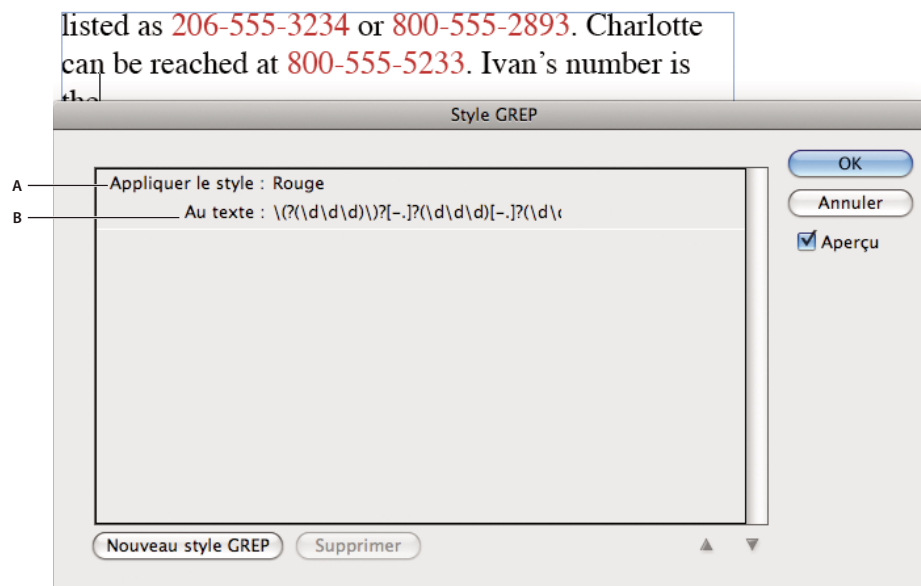 listed as 206-555-3234 or 800-555-2893. Charlotte
can be reached at 800-555-5233. Ivan’s number is
the
Style GREP
A
Appliquer le style : Rouge
B
Au texte : \(?(\d\d\d)\)?[-.]?(\d\d\d)[-.]?(\d\
OK
Annuler
Aperçu
Nouveau style GREP
Supprimer